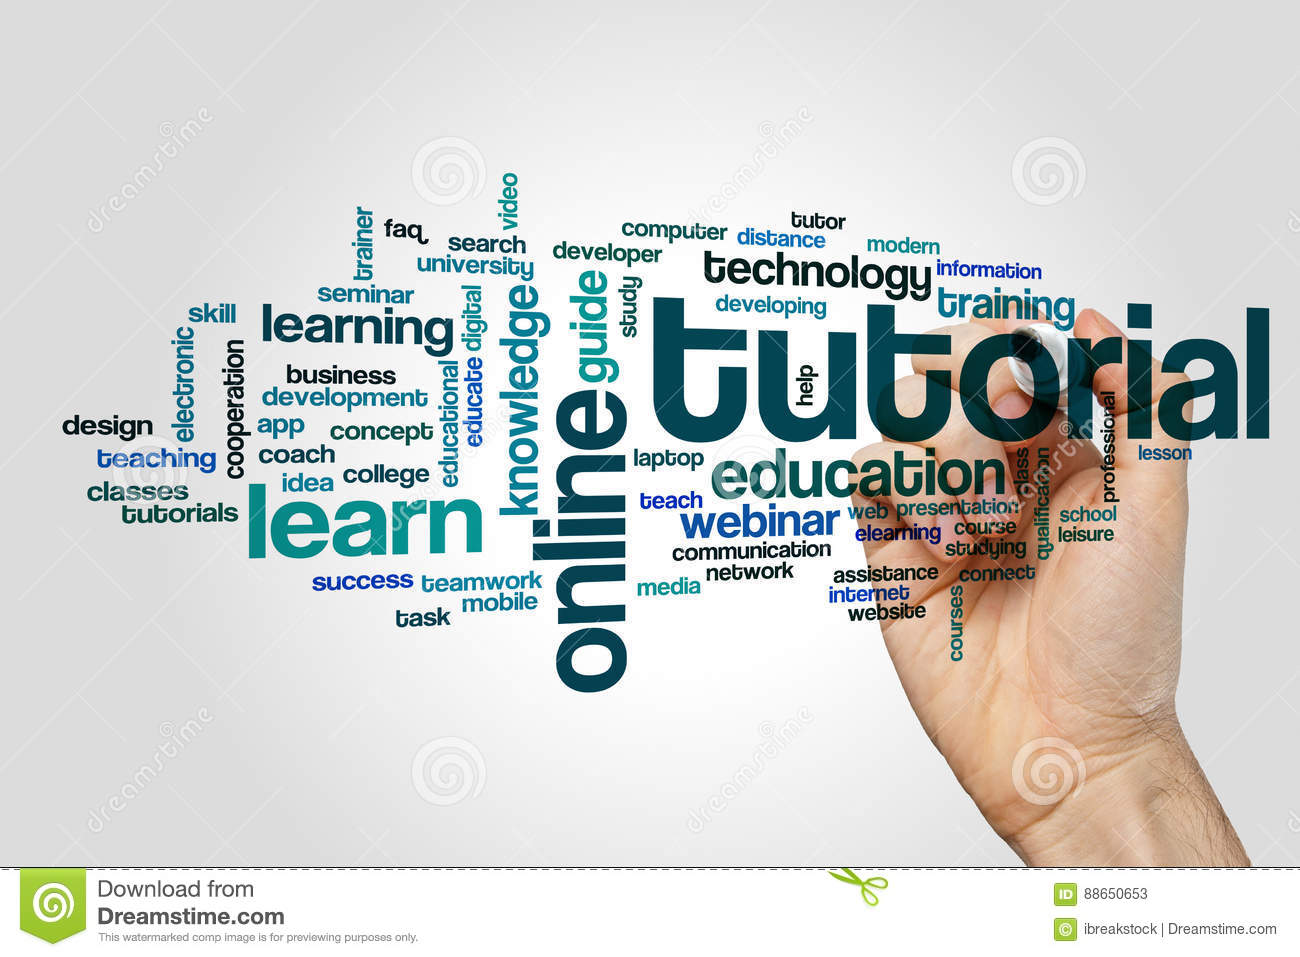 video
tutor
trainer
faq
computer
distance
search
modern
developer
university
technology
information
seminar
knowledge
guide
study
developing
training
skill
learning
digital
tutorial
electronic
cooperation
business
educate
help
development
educational
online
professional
design
app
concept
teaching
coach
laptop
education
class
lesson
idea
college
qualification
classes
learn
teach
tutorials
webinar
web
presentation
school
elearning
course
leisure
communication
studying
network
success
teamwork
media
assistance
connect
task
mobile
internet
website
courses
dreamstime
Download from
Dreamstime.com
This watermarked comp image is for previewing purposes only.
ID 88650653
© ibreakstock | Dreamstime.com